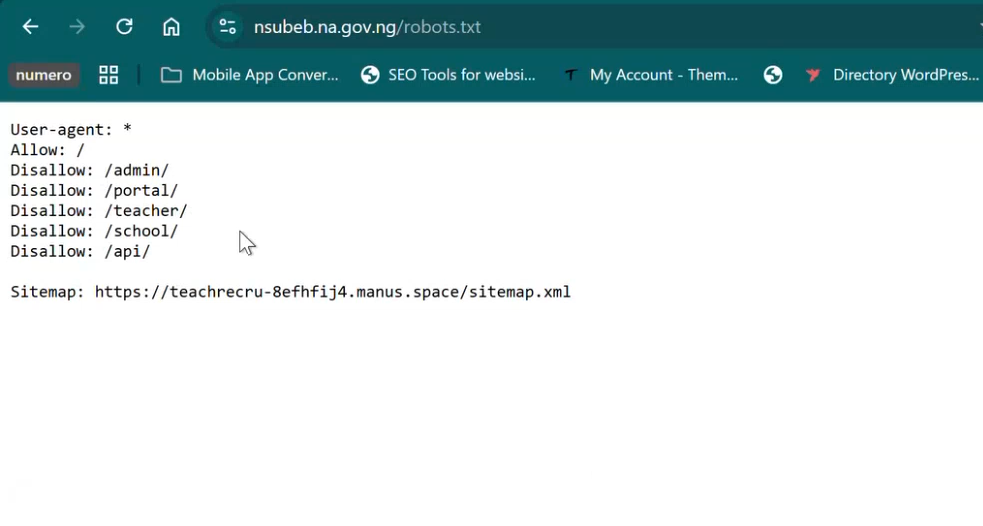 nsubeb.na.gov.ng/robots.txt
numero
Mobile App Conver...
SEO Tools for websi...
My Account - Them...
Directory WordPres...
User-agent: *
Allow: /
Disallow: /admin/
Disallow: /portal/
Disallow: /teacher/
Disallow: /school/
Disallow: /api/
Sitemap: https://teachrecru-8efhfij4.manus.space/sitemap.xml